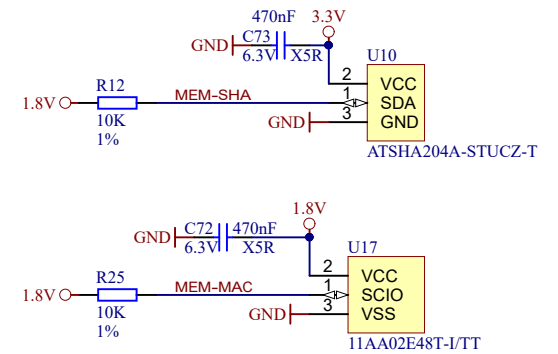 470nF 3.3V
GND C73
6.3V X5R U10
R12 2 VCC
1.8V MEM-SHA 1 SDA
10K GND 3 GND
1%
ATSHA204A-STUCZ-T
1.8V
GND C72 470nF
6.3V X5R U17
R25 2 VCC
1.8V MEM-MAC 1 SCIO
10K GND 3 VSS
1%
11AA02E48T-I/TT